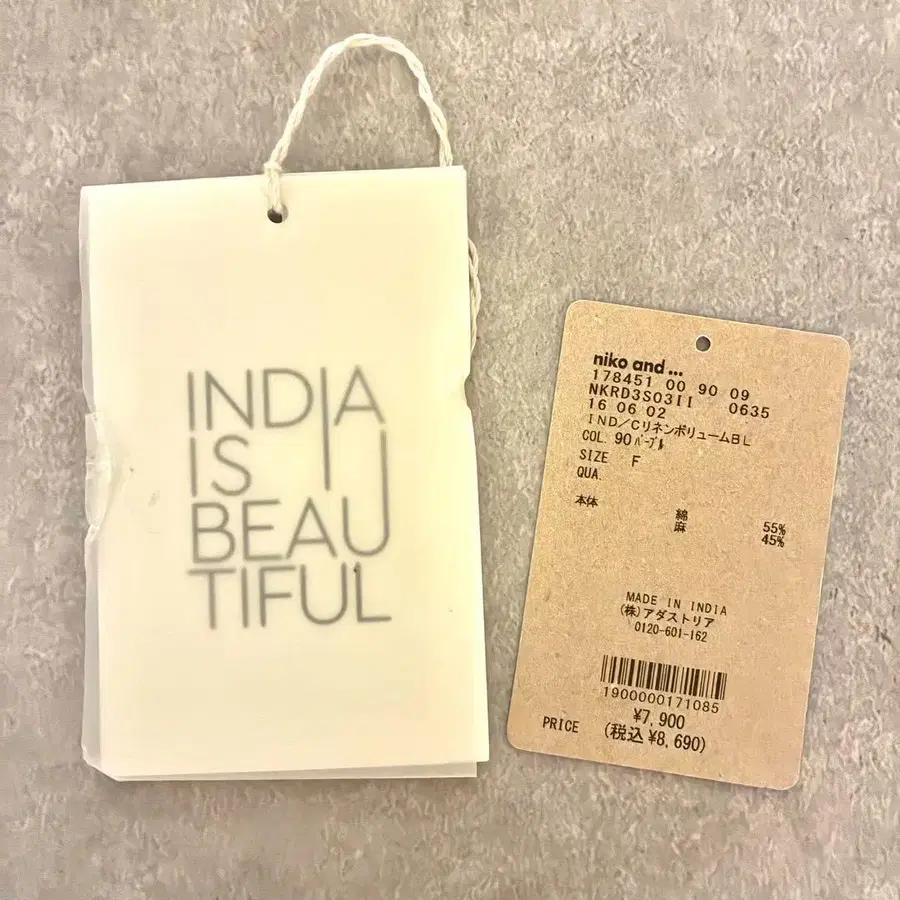 INDIA
IS
BEAU
TIFUL
niko and ...
178451 00 90 09
NKRD3S03II 0635
16 06 02
IND/CリネンボリュームBL
COL. 90 パープル
SIZE F
QUA.
本体
綿 55%
麻 45%
MADE IN INDIA
(株)アダストリア
0120-601-162
1900000171085
¥7,900
PRICE (税込 ¥8,690)